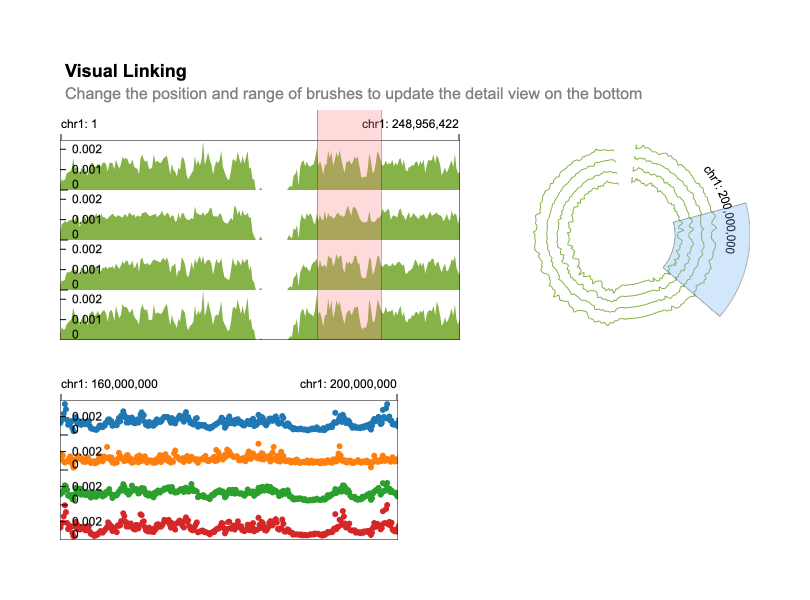 Visual Linking
Change the position and range of brushes to update the detail view on the bottom
chr1: 1
chr1: 248,956,422
0.002
0.001
0
0.002
0.001
0
0.002
0.001
0
0.002
0.001
0
chr1: 200,000,000
chr1: 160,000,000
chr1: 200,000,000
0.002
0
0.002
0
0.002
0
0.002
0